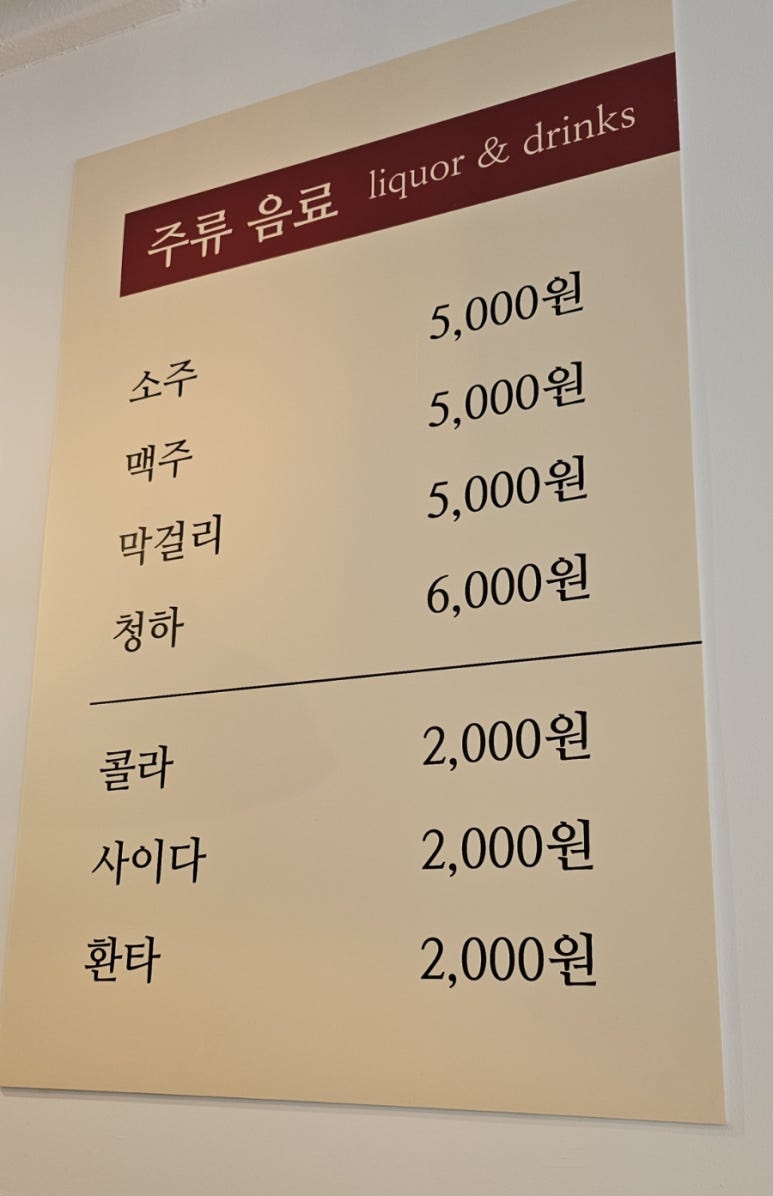 주류 음료 liquor & drinks
소주 5,000원
맥주 5,000원
막걸리 5,000원
청하 6,000원
콜라 2,000원
사이다 2,000원
환타 2,000원